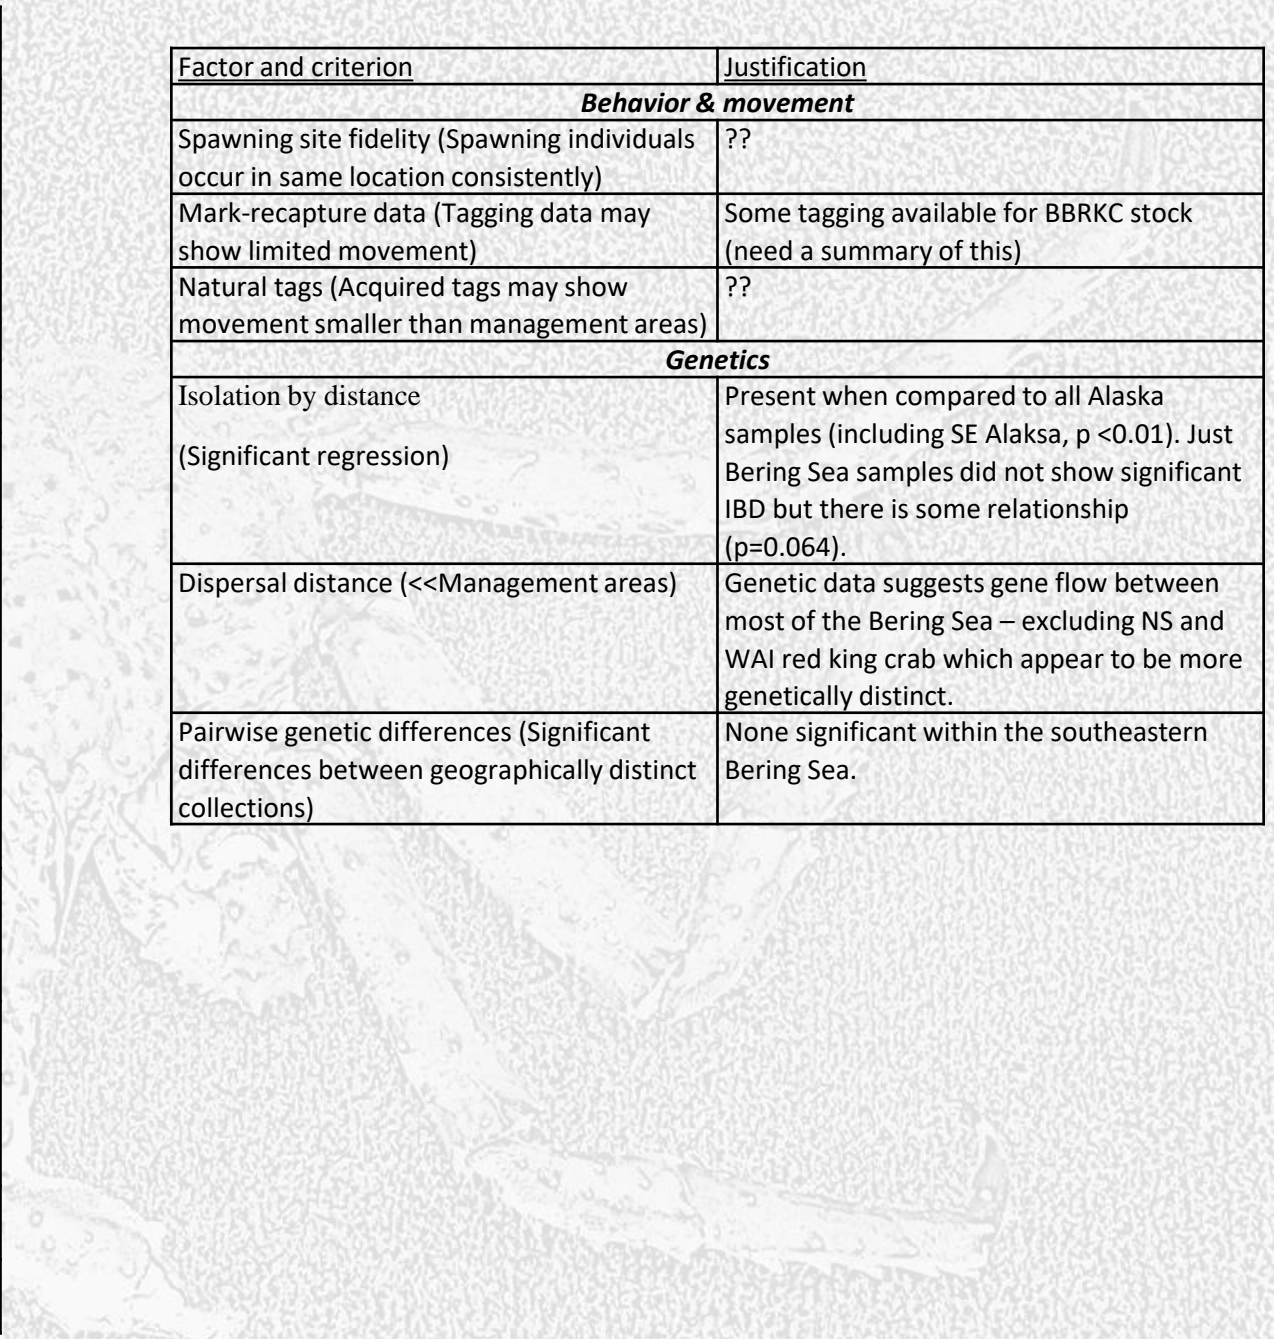 Factor and criterion
Justification
Behavior & movement
Spawning site fidelity (Spawning individuals
occur in same location consistently)
??
Mark-recapture data (Tagging data may
show limited movement)
Some tagging available for BBRKC stock
(need a summary of this)
Natural tags (Acquired tags may show
movement smaller than management areas)
??
Genetics
Isolation by distance
(Significant regression)
Present when compared to all Alaska
samples (including SE Alaksa, p <0.01). Just
Bering Sea samples did not show significant
IBD but there is some relationship
(p=0.064).
Dispersal distance (<<Management areas)
Genetic data suggests gene flow between
most of the Bering Sea – excluding NS and
WAI red king crab which appear to be more
genetically distinct.
Pairwise genetic differences (Significant
differences between geographically distinct
collections)
None significant within the southeastern
Bering Sea.